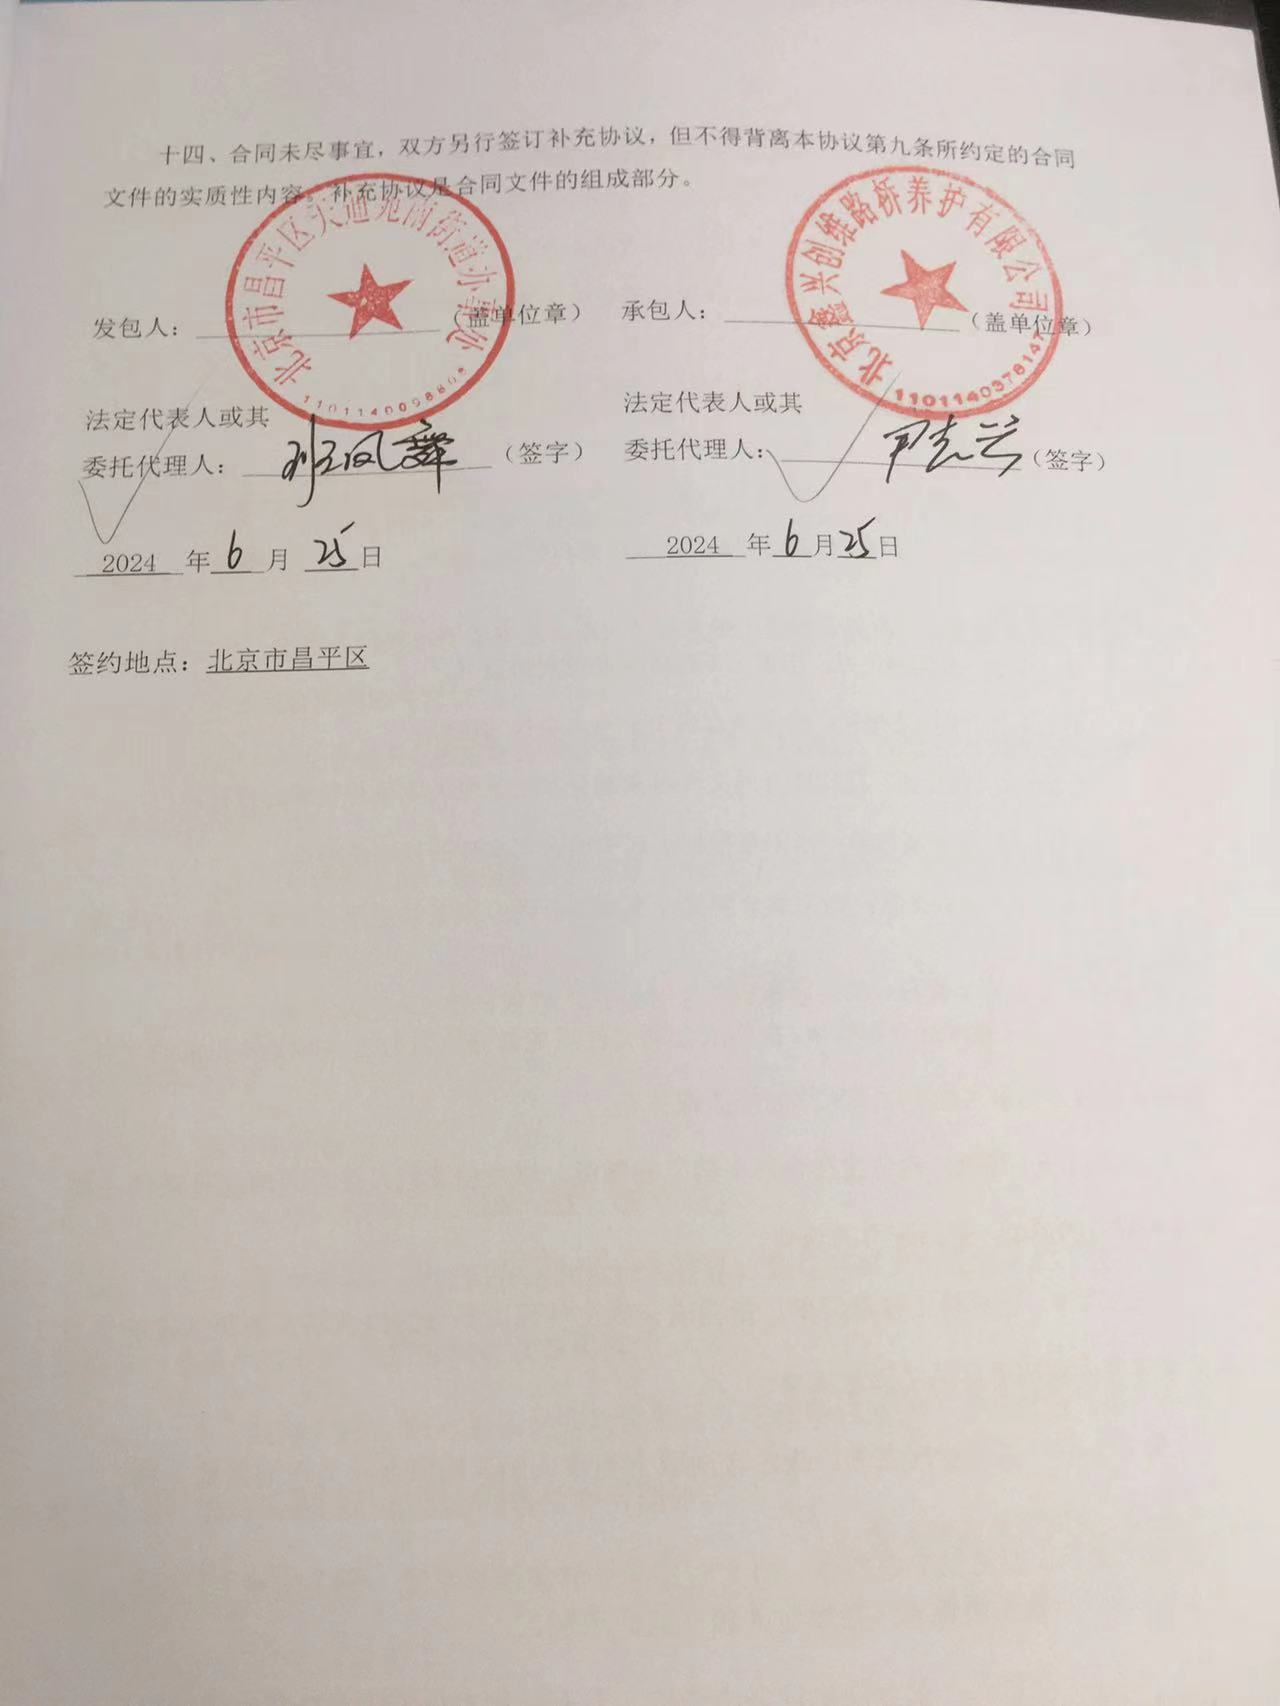 十四、合同未尽事宜，双方另行签订补充协议，但不得背离本协议第九条所约定的合同
文件的实质性内容。补充协议是合同文件的组成部分。
北京市昌平区天通苑南街道办事处
北京鑫兴创维路桥养护有限公司
发包人：（盖单位章） 承包人：（盖单位章）
1101140378147
法定代表人或其 法定代表人或其
委托代理人：（签字） 委托代理人：（签字）
2024 年 6 月 25 日 2024 年 6 月 25 日
签约地点：北京市昌平区